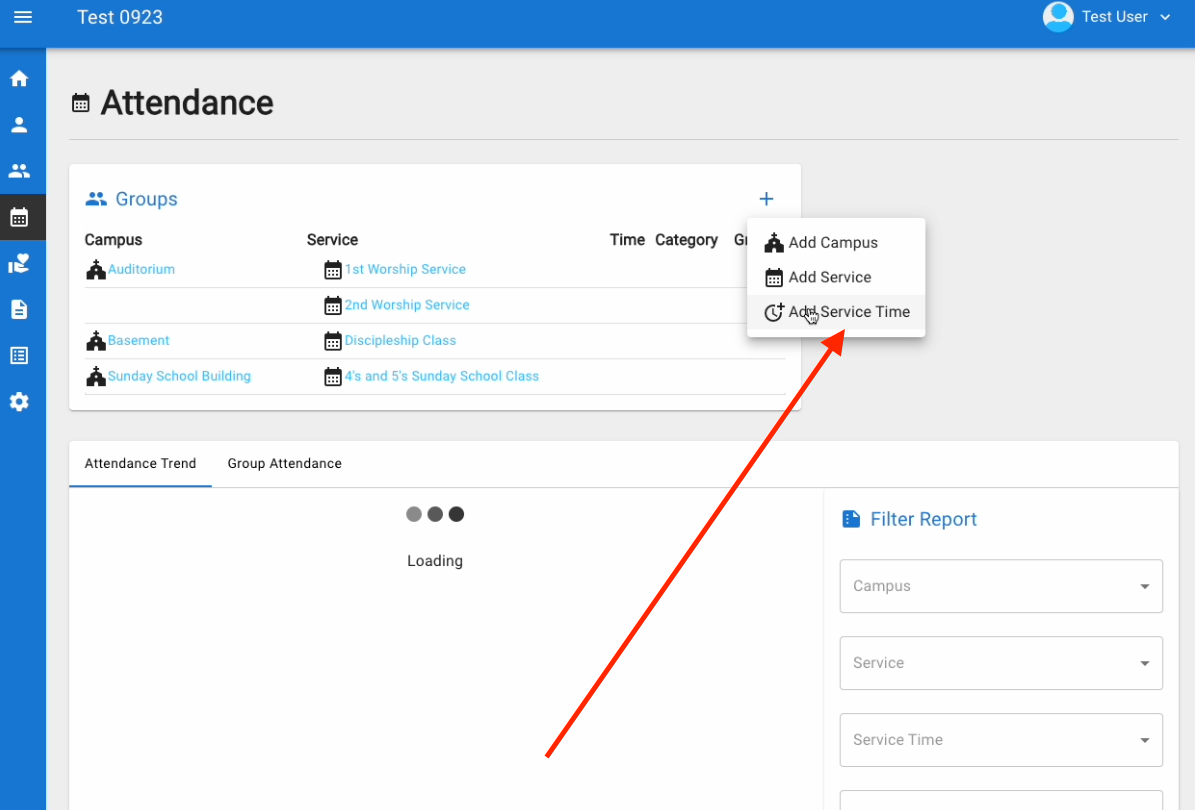 Test 0923
Test User
Attendance
Groups
Campus Service Time Category
Auditorium 1st Worship Service
2nd Worship Service
Basement Discipleship Class
Sunday School Building 4's and 5's Sunday School Class
Add Campus
Add Service
Add Service Time
Attendance Trend Group Attendance
Loading
Filter Report
Campus
Service
Service Time